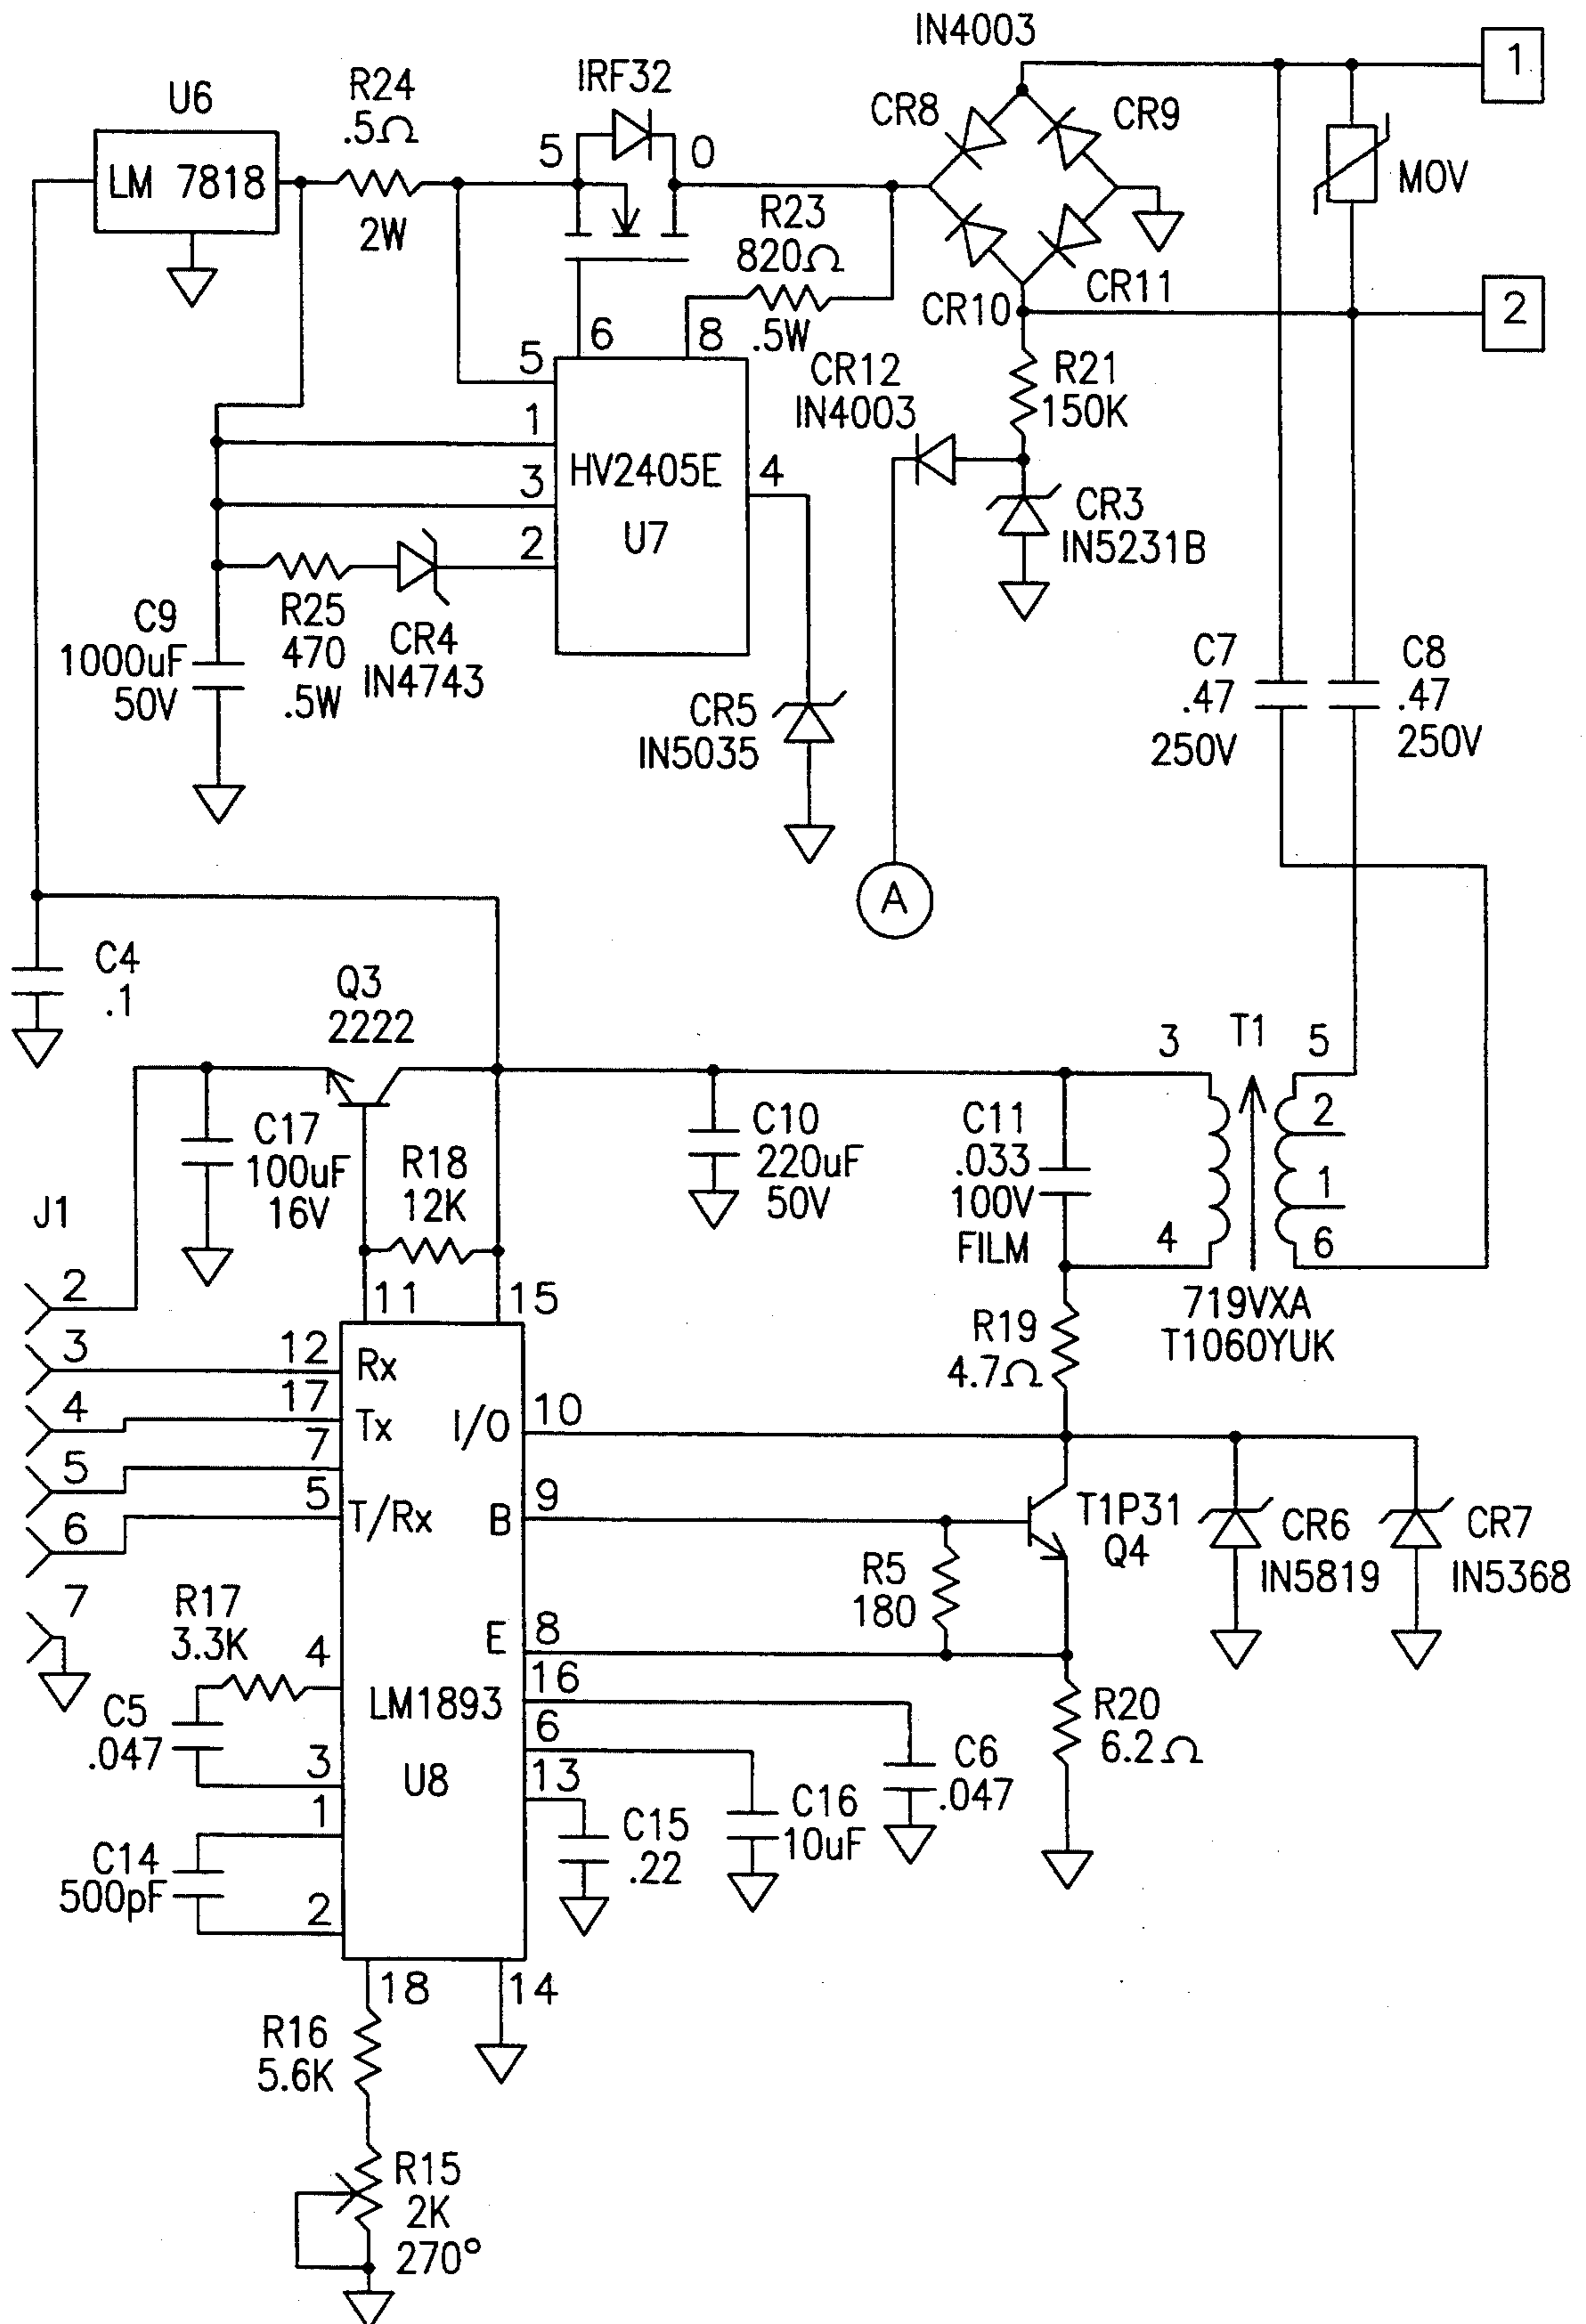 IN4003
1
U6
R24
.5Ω
IRF32
CR8
CR9
5
0
LM 7818
MOV
2W
R23
820Ω
.5W
CR10
CR11
2
6
8
5
CR12
IN4003
R21
150K
1
HV2405E
4
3
U7
2
CR3
IN5231B
C9
1000uF
50V
R25
470
.5W
CR4
IN4743
C7
.47
250V
C8
.47
250V
CR5
IN5035
A
C4
.1
Q3
2222
3
T1
5
C17
100uF
16V
R18
12K
C10
220uF
50V
C11
.033
100V
FILM
2
1
J1
4
6
2
11
15
719VXA
T1060YUK
3
12
Rx
R19
4.7Ω
4
17
Tx
I/O
10
5
7
6
5
T/Rx
B
9
T1P31
Q4
CR6
IN5819
CR7
IN5368
7
R17
3.3K
4
R5
180
E
8
16
LM1893
C5
.047
6
R20
6.2Ω
3
U8
13
C6
.047
1
C16
10uF
C15
.22
C14
500pF
2
18
14
R16
5.6K
R15
2K
270°